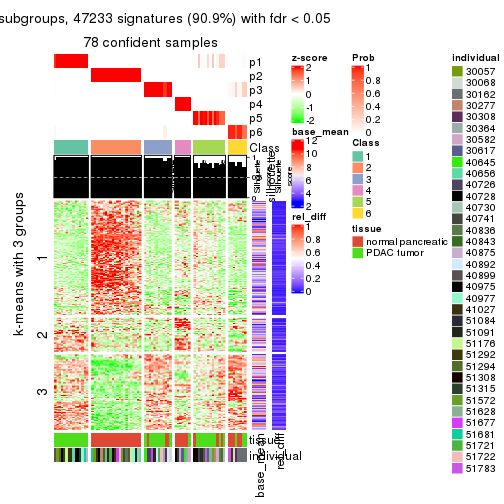 subgroups, 47233 signatures (90.9%) with fdr < 0.05
78 confident samples
p1
p2
p3
p4
p5
p6
Class
1
0.5
0
Silhouette
score
k-means with 3 groups
1
2
3
tissue
individual
base_mean
rel_diff
z-score
2
1
0
-1
-2
base_mean
12
10
8
6
4
2
rel_diff
1
0.8
0.6
0.4
0.2
0
Prob
1
0.8
0.6
0.4
0.2
0
Class
1
2
3
4
5
6
tissue
normal pancreatic
PDAC tumor
individual
30057
30068
30162
30277
30308
30364
30582
30617
40645
40656
40726
40728
40730
40741
40836
40843
40875
40892
40899
40975
40977
41027
51084
51091
51176
51292
51294
51308
51315
51572
51628
51677
51681
51721
51722
51783